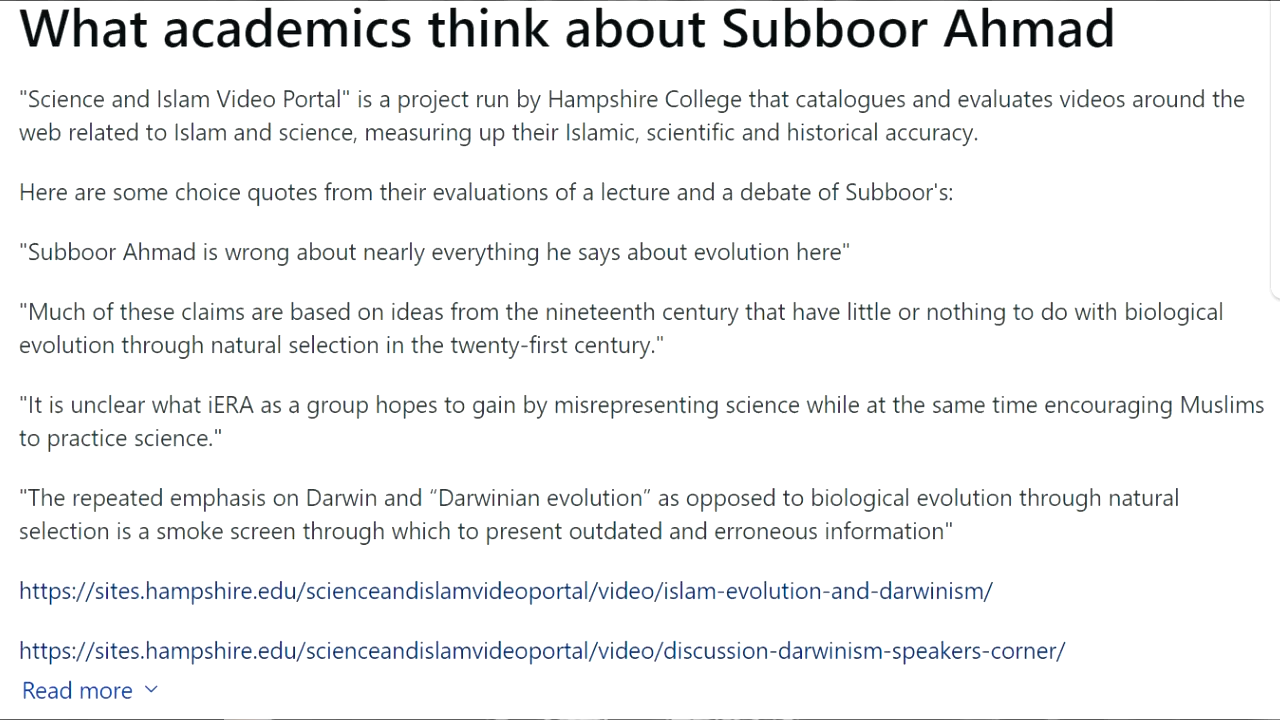 What academics think about Subboor Ahmad
"Science and Islam Video Portal" is a project run by Hampshire College that catalogues and evaluates videos around the
web related to Islam and science, measuring up their Islamic, scientific and historical accuracy.
Here are some choice quotes from their evaluations of a lecture and a debate of Subboor's:
"Subboor Ahmad is wrong about nearly everything he says about evolution here"
"Much of these claims are based on ideas from the nineteenth century that have little or nothing to do with biological
evolution through natural selection in the twenty-first century."
"It is unclear what iERA as a group hopes to gain by misrepresenting science while at the same time encouraging Muslims
to practice science."
"The repeated emphasis on Darwin and “Darwinian evolution” as opposed to biological evolution through natural
selection is a smoke screen through which to present outdated and erroneous information"
https://sites.hampshire.edu/scienceandislamvideoportal/video/islam-evolution-and-darwinism/
https://sites.hampshire.edu/scienceandislamvideoportal/video/discussion-darwinism-speakers-corner/
Read more